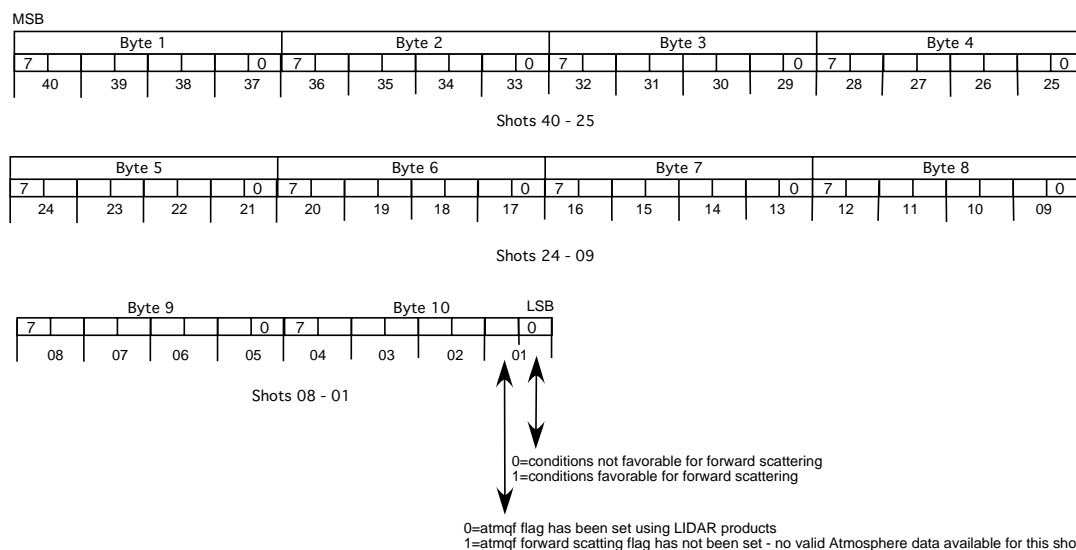 MSB
Byte 1 Byte 2 Byte 3 Byte 4
7 0 7 0 7 0 7 0
40 39 38 37 36 35 34 33 32 31 30 29 28 27 26 25
Shots 40 - 25
Byte 5 Byte 6 Byte 7 Byte 8
7 0 7 0 7 0 7 0
24 23 22 21 20 19 18 17 16 15 14 13 12 11 10 09
Shots 24 - 09
Byte 9 Byte 10 LSB
7 0 7 0
08 07 06 05 04 03 02 01
Shots 08 - 01
0=conditions not favorable for forward scattering
1=conditions favorable for forward scattering
0=atmqf flag has been set using LIDAR products
1=atmqf forward scatting flag has not been set - no valid Atmosphere data available for this sho